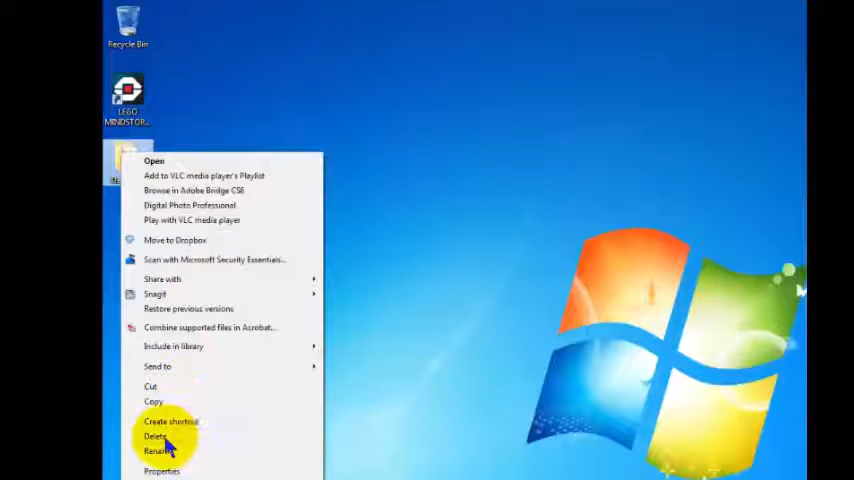 Recycle Bin
LEGO
MINDSTOR...
Open
Add to VLC media player's Playlist
Browse in Adobe Bridge CS6
Digital Photo Professional
Play with VLC media player
Move to Dropbox
Scan with Microsoft Security Essentials...
Share with
Snagit
Restore previous versions
Combine supported files in Acrobat...
Include in library
Send to
Cut
Copy
Create shortcut
Delete
Properties